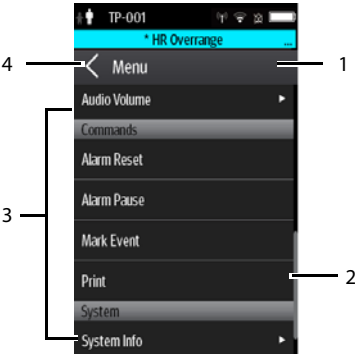 TP-001
* HR Overrange ...
4 Menu 1
Audio Volume
Commands
Alarm Reset
3
Alarm Pause
Mark Event
Print 2
System
System Info